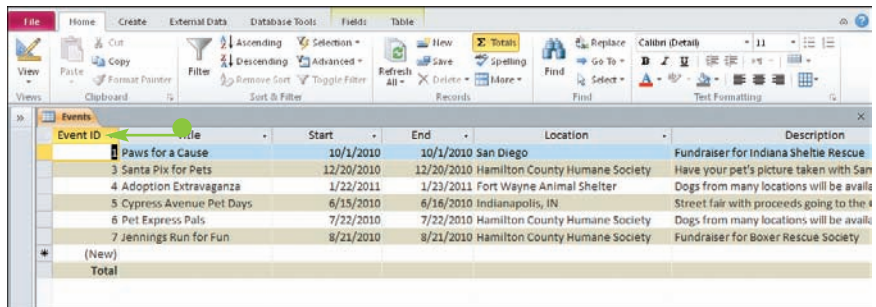 File Home Create External Data Database Tools Fields Table
Cut Ascending Selection New Σ Totals Replace Calibri (Detail) 11
Copy Descending Advanced Save Spelling Go To B I U
View Paste Format Painter Filter Remove Sort Toggle Filter Refresh All Delete More Find Select A
Views Clipboard Sort & Filter Records Find Text Formatting
» Events ×
Event ID Start End Location Description
1 Paws for a Cause 10/1/2010 10/1/2010 San Diego Fundraiser for Indiana Sheltie Rescue
3 Santa Pix for Pets 12/20/2010 12/20/2010 Hamilton County Humane Society Have your pet's picture taken with
4 Adoption Extravaganza 1/22/2011 1/23/2011 Fort Wayne Animal Shelter Dogs from many locations will be
5 Cypress Avenue Pet Days 6/15/2010 6/16/2010 Indianapolis, IN Street fair with proceeds going to the
6 Pet Express Pals 7/22/2010 7/22/2010 Hamilton County Humane Society Dogs from many locations will be
7 Jennings Run for Fun 8/21/2010 8/21/2010 Hamilton County Humane Society Fundraiser for Boxer Rescue Society
* (New)
Total